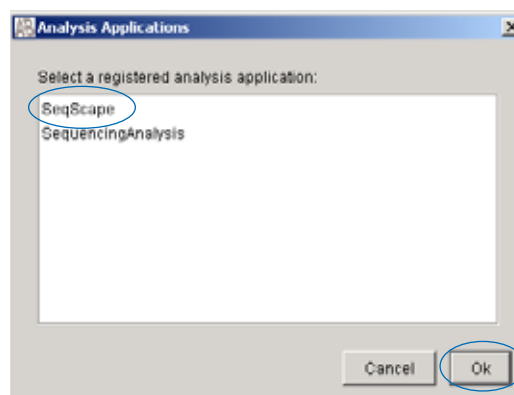 Analysis Applications
Select a registered analysis application:
SeqScape
SequencingAnalysis
Cancel Ok